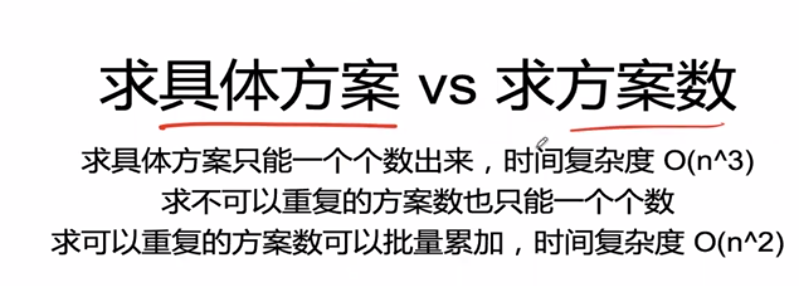 求具体方案 vs 求方案数
求具体方案只能一个个数出来，时间复杂度 O(n^3)
求不可以重复的方案数也只能一个个数
求可以重复的方案数可以批量累加，时间复杂度 O(n^2)